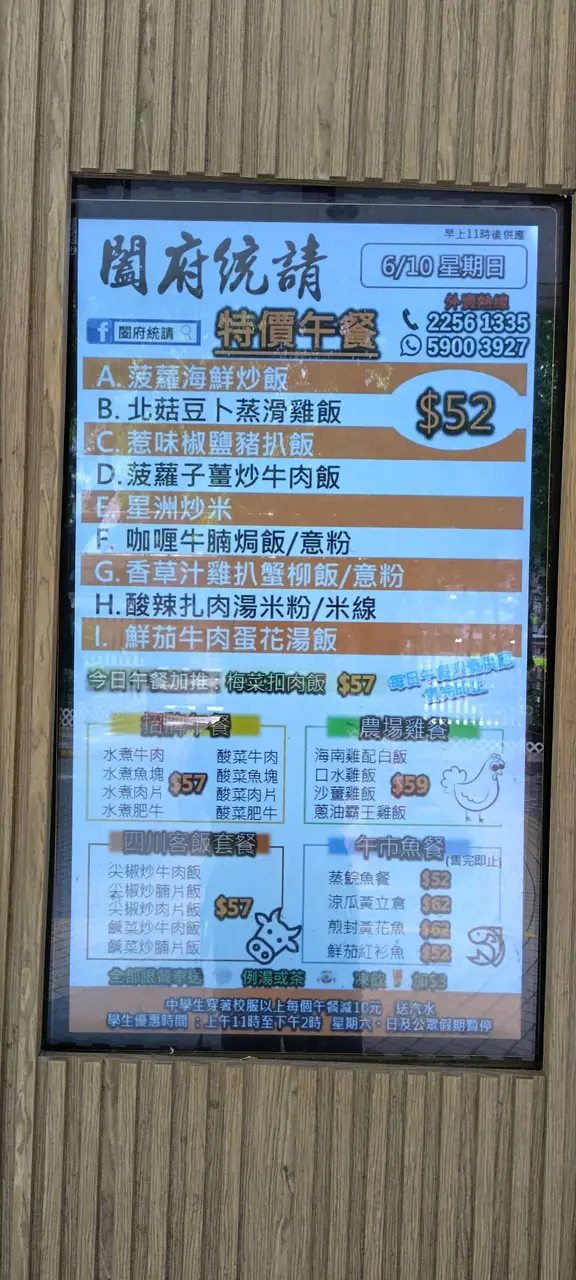 早上11時後供應
闔府統請
6/10 星期日
外賣熱線
2256 1335
5900 3927
f 闔府統請
特價午餐
A. 菠蘿海鮮炒飯
B. 北菇豆卜蒸滑雞飯
C. 惹味椒鹽豬扒飯
D. 菠蘿子薑炒牛肉飯
E. 星洲炒米
F. 咖喱牛腩焗飯/意粉
G. 香草汁雞扒蟹柳飯/意粉
H. 酸辣扎肉湯米粉/米線
I. 鮮茄牛肉蛋花湯飯
$52
今日午餐加推: 梅菜扣肉飯 $57
招牌午餐
水煮牛肉 酸菜牛肉
水煮魚塊 酸菜魚塊
水煮肉片 酸菜肉片
水煮肥牛 酸菜肥牛
$57
農場雞餐
海南雞配白飯
口水雞飯
沙薑雞飯
蔥油霸王雞飯
$59
四川客飯套餐
尖椒炒牛肉飯
尖椒炒腩片飯
尖椒炒肉片飯
鹹菜炒牛肉飯
鹹菜炒腩片飯
$57
午市魚餐
(售完即止)
蒸鯇魚餐 $52
涼瓜黃立倉 $62
煎封黃花魚 $62
鮮茄紅衫魚 $52
全部跟餐奉送 例湯或茶 凍飲 加$3
中學生穿著校服以上每個午餐減10元 送汽水
學生優惠時間 : 上午11時至下午2時 星期六、日及公眾假期暫停